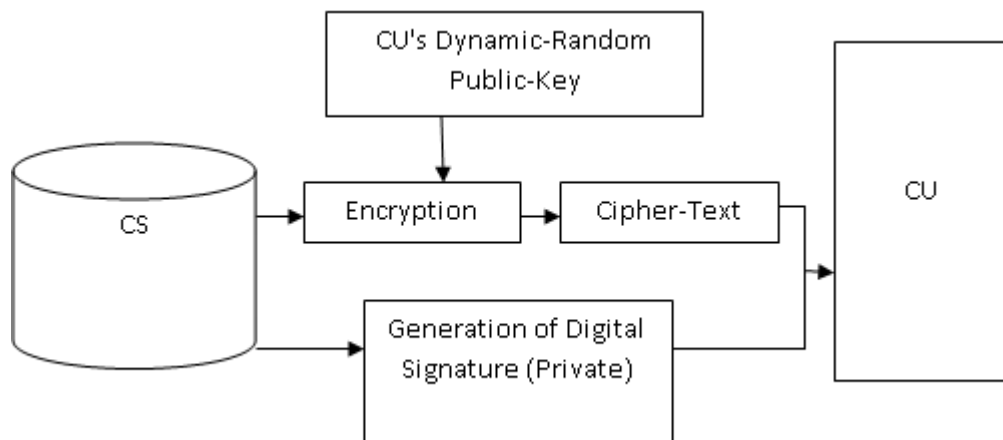 CU's Dynamic-Random
Public-Key
CS
Encryption
Cipher-Text
CU
Generation of Digital
Signature (Private)